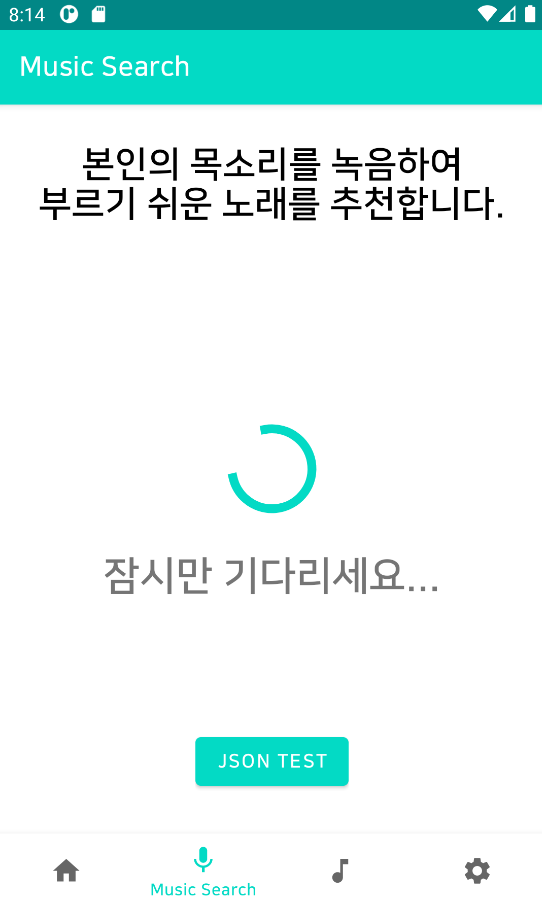 8:14
Music Search
본인의 목소리를 녹음하여
부르기 쉬운 노래를 추천합니다.
잠시만 기다리세요...
JSON TEST
Music Search